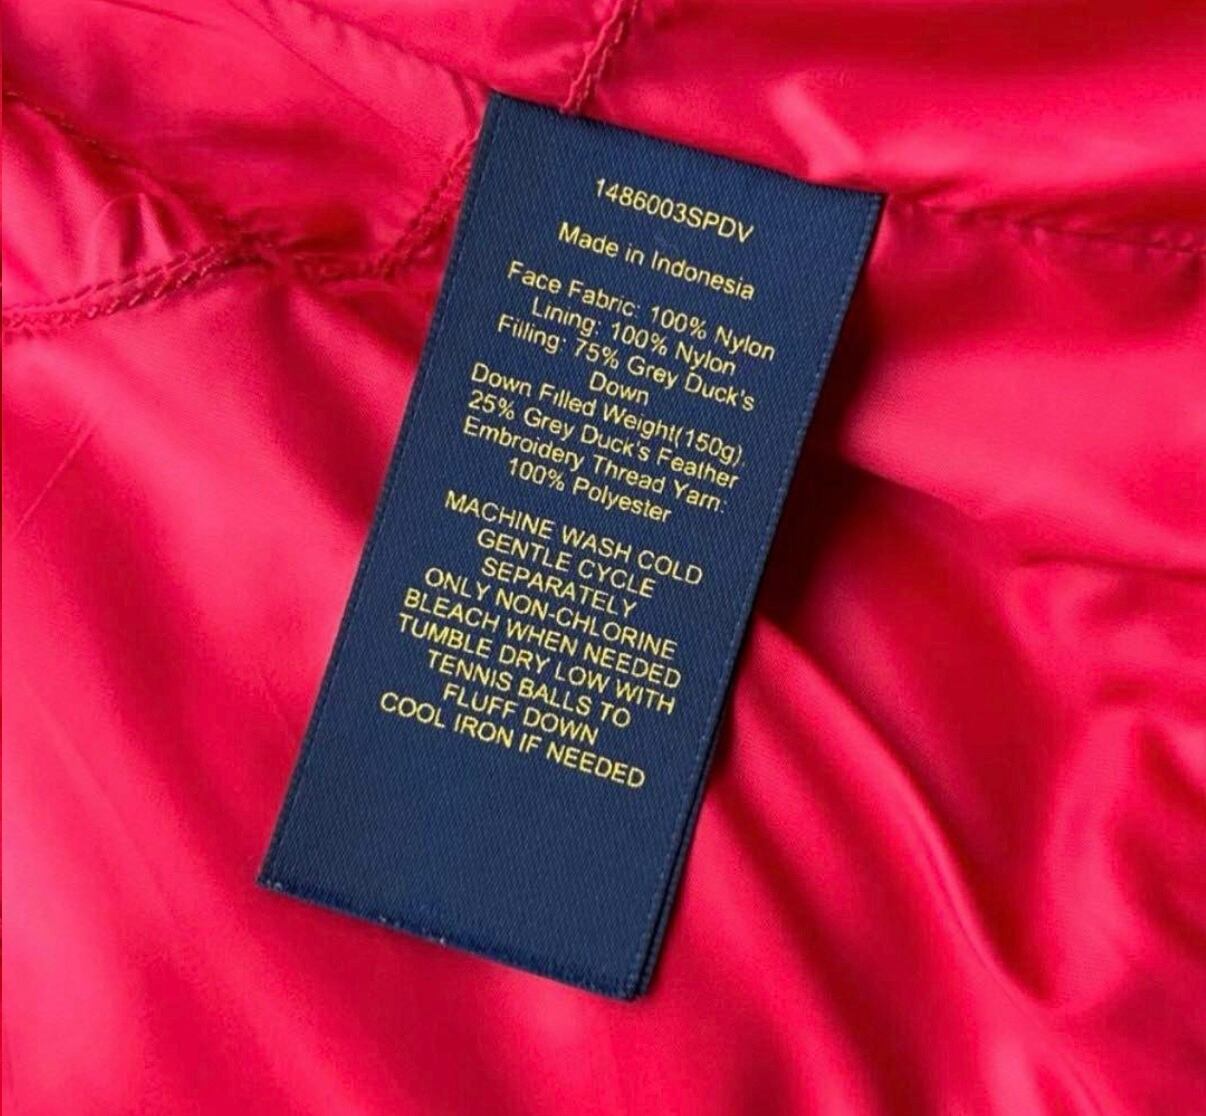 1486003SPDV
Made in Indonesia
Face Fabric: 100% Nylon
Lining: 100% Nylon
Filling: 75% Grey Duck's
Down
Down Filled Weight(150g).
25% Grey Duck's Feather
Embroidery Thread Yarn:
100% Polyester
MACHINE WASH COLD
GENTLE CYCLE
SEPARATELY
ONLY NON-CHLORINE
BLEACH WHEN NEEDED
TUMBLE DRY LOW WITH
TENNIS BALLS TO
FLUFF DOWN
COOL IRON IF NEEDED